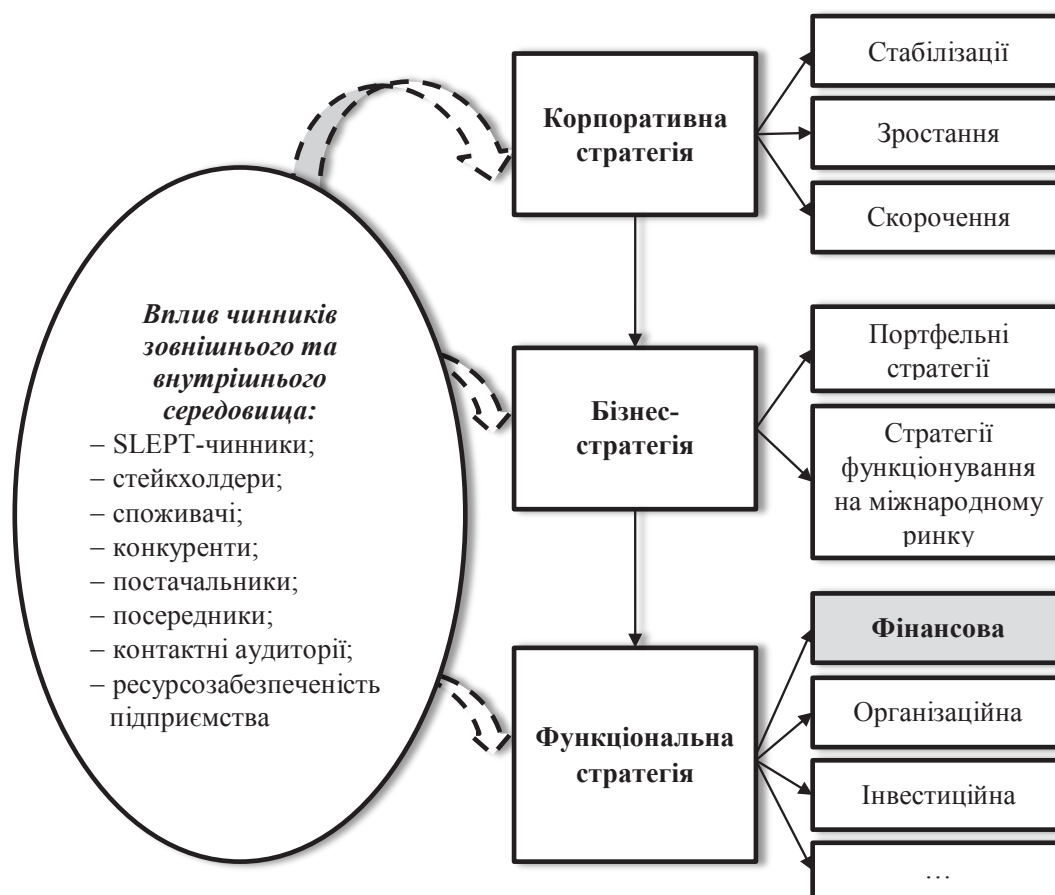 Вплив чинників
зовнішнього та
внутрішнього
середовища:
– SLEPT-чинники;
– стейкхолдери;
– споживачі;
– конкуренти;
– постачальники;
– посередники;
– контактні аудиторії;
– ресурсозабезпеченість
підприємства
Корпоративна
стратегія
Стабілізації
Зростання
Скорочення
Бізнес-
стратегія
Портфельні
стратегії
Стратегії
функціонування
на міжнародному
ринку
Функціональна
стратегія
Фінансова
Організаційна
Інвестиційна
…